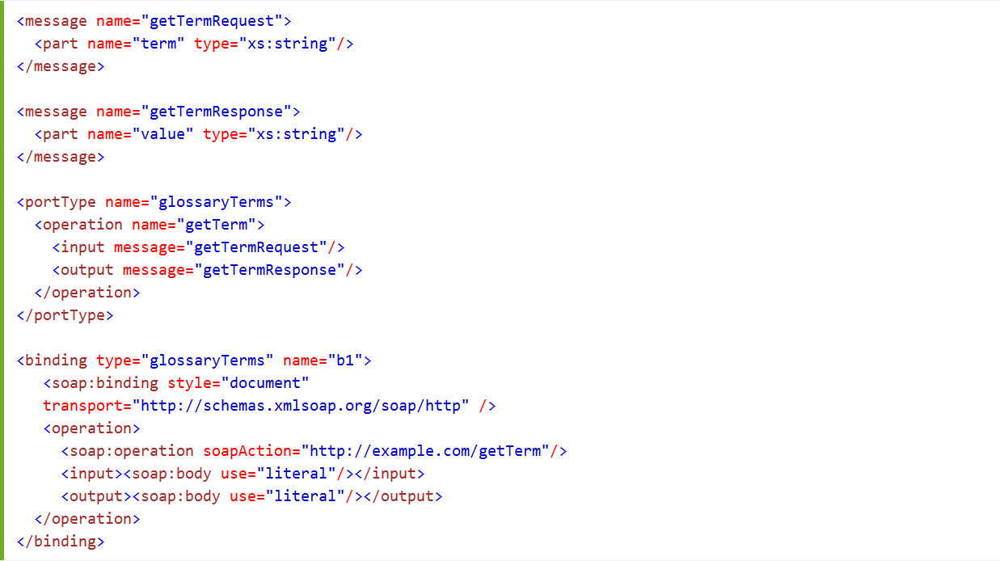 <message name="getTermRequest">
  <part name="term" type="xs:string"/>
</message>

<message name="getTermResponse">
  <part name="value" type="xs:string"/>
</message>

<portType name="glossaryTerms">
  <operation name="getTerm">
    <input message="getTermRequest"/>
    <output message="getTermResponse"/>
  </operation>
</portType>

<binding type="glossaryTerms" name="b1">
   <soap:binding style="document"
   transport="http://schemas.xmlsoap.org/soap/http" />
   <operation>
     <soap:operation soapAction="http://example.com/getTerm"/>
     <input><soap:body use="literal"/></input>
     <output><soap:body use="literal"/></output>
  </operation>
</binding>